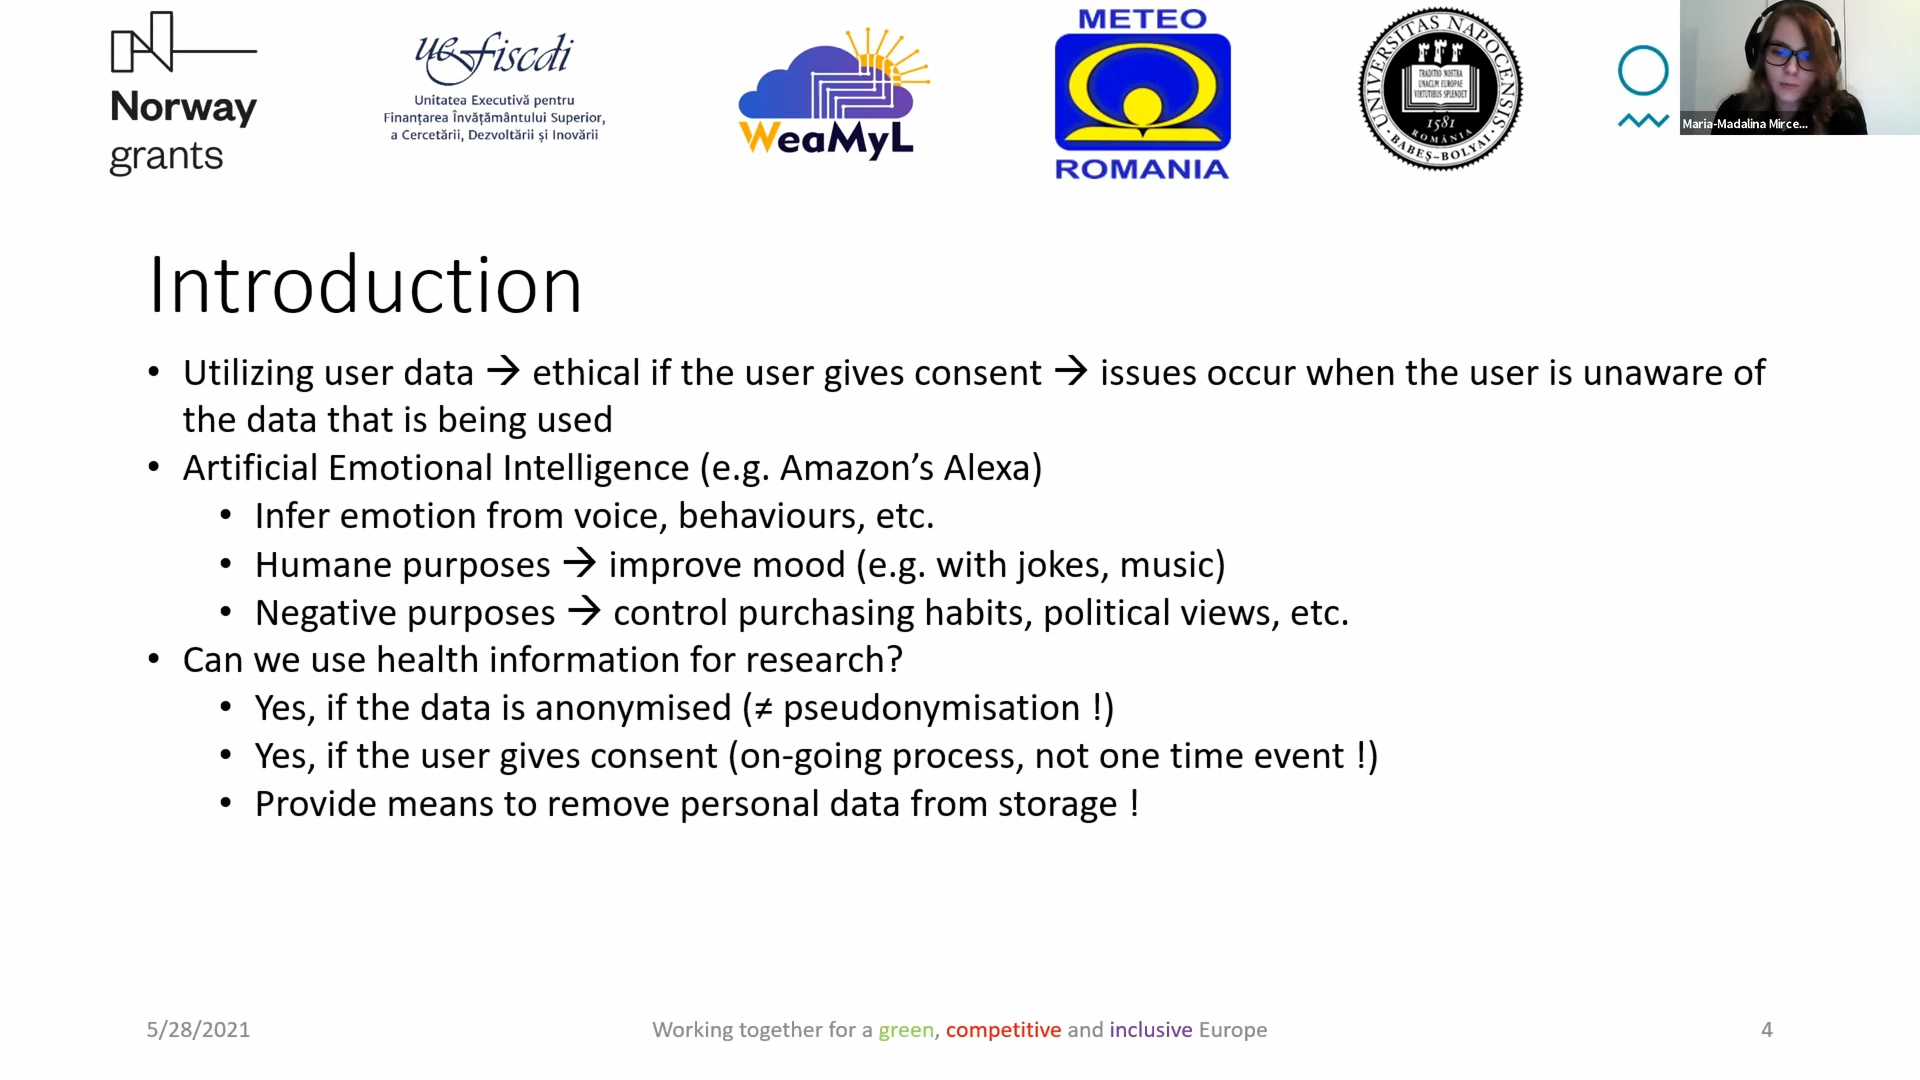 Norway
grants
uefiscdi
Unitatea Executivă pentru
Finanțarea Învățământului Superior,
a Cercetării, Dezvoltării și Inovării
WeaMyL
METEO
ROMANIA
UNIVERSITAS NAPOCENSIS
TRADITIO NOSTRA
UNACUM EUROPAE
VIRTUTIBUS SPLENDET
1581
ROMÂNIA
BABEȘ-BOLYAI
Maria-Madalina Mirce...
Introduction
• Utilizing user data → ethical if the user gives consent → issues occur when the user is unaware of
the data that is being used
• Artificial Emotional Intelligence (e.g. Amazon’s Alexa)
• Infer emotion from voice, behaviours, etc.
• Humane purposes → improve mood (e.g. with jokes, music)
• Negative purposes → control purchasing habits, political views, etc.
• Can we use health information for research?
• Yes, if the data is anonymised (≠ pseudonymisation !)
• Yes, if the user gives consent (on-going process, not one time event !)
• Provide means to remove personal data from storage !
5/28/2021
Working together for a green, competitive and inclusive Europe
4